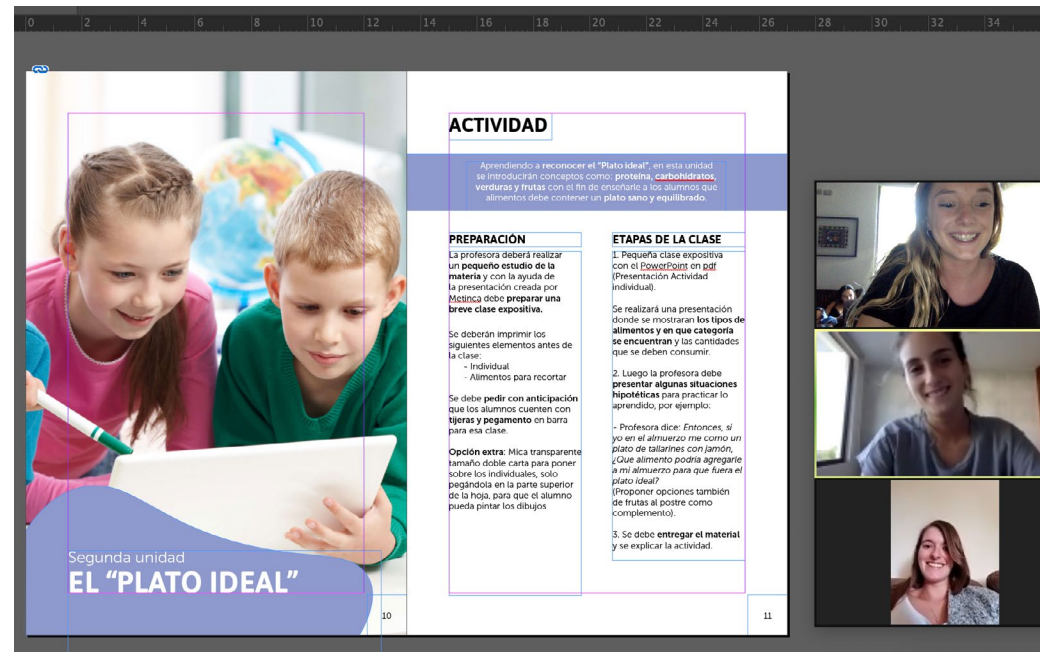 0 2 4 6 8 10 12 14 16 18 20 22 24 26 28 30 32 34
Segunda unidad
EL “PLATO IDEAL”
10
ACTIVIDAD
Aprendiendo a reconocer el “Plato ideal”, en esta unidad
se introducirán conceptos como: proteína, carbohidratos,
verduras y frutas con el fin de enseñarle a los alumnos que
alimentos debe contener un plato sano y equilibrado.
PREPARACIÓN
La profesora deberá realizar
un pequeño estudio de la
materia y con la ayuda de
la presentación creada por
Metinca debe preparar una
breve clase expositiva.
Se deberán imprimir los
siguientes elementos antes de
la clase:
- Individual
- Alimentos para recortar
Se debe pedir con anticipación
que los alumnos cuenten con
tijeras y pegamento en barra
para esa clase.
Opción extra: Mica transparente
tamaño doble carta para poner
sobre los individuales, solo
pegándola en la parte superior
de la hoja, para que el alumno
pueda pintar los dibujos
ETAPAS DE LA CLASE
1. Pequeña clase expositiva
con el PowerPoint en pdf
(Presentación Actividad
individual).
Se realizará una presentación
donde se mostraran los tipos de
alimentos y en que categoría
se encuentran y las cantidades
que se deben consumir.
2. Luego la profesora debe
presentar algunas situaciones
hipotéticas para practicar lo
aprendido, por ejemplo:
- Profesora dice: Entonces, si
yo en el almuerzo me como un
plato de tallarines con jamón,
¿Que alimento podría agregarle
a mi almuerzo para que fuera el
plato ideal?
(Proponer opciones también
de frutas al postre como
complemento).
3. Se debe entregar el material
y se explicar la actividad.
11